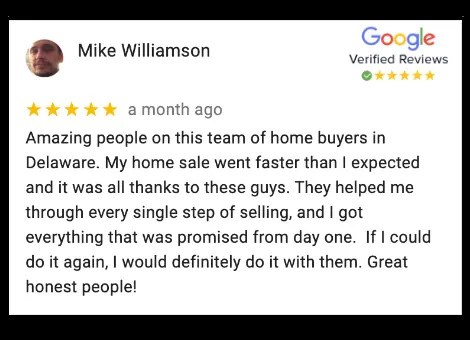 Mike Williamson
Google
Verified Reviews
a month ago
Amazing people on this team of home buyers in
Delaware. My home sale went faster than I expected
and it was all thanks to these guys. They helped me
through every single step of selling, and I got
everything that was promised from day one.  If I could
do it again, I would definitely do it with them. Great
honest people!